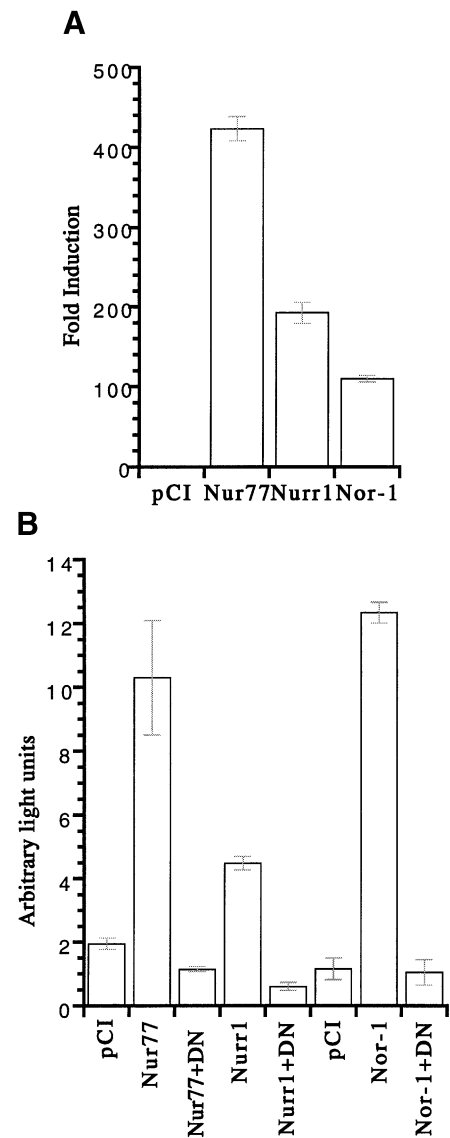 A
500
400
300
200
100
0
Fold Induction
pCI Nur77 Nurr1 Nor-1
B
14
12
10
8
6
4
2
0
Arbitrary light units
pCI
Nur77
Nur77+DN
Nurr1
Nurr1+DN
pCI
Nor-1
Nor-1+DN